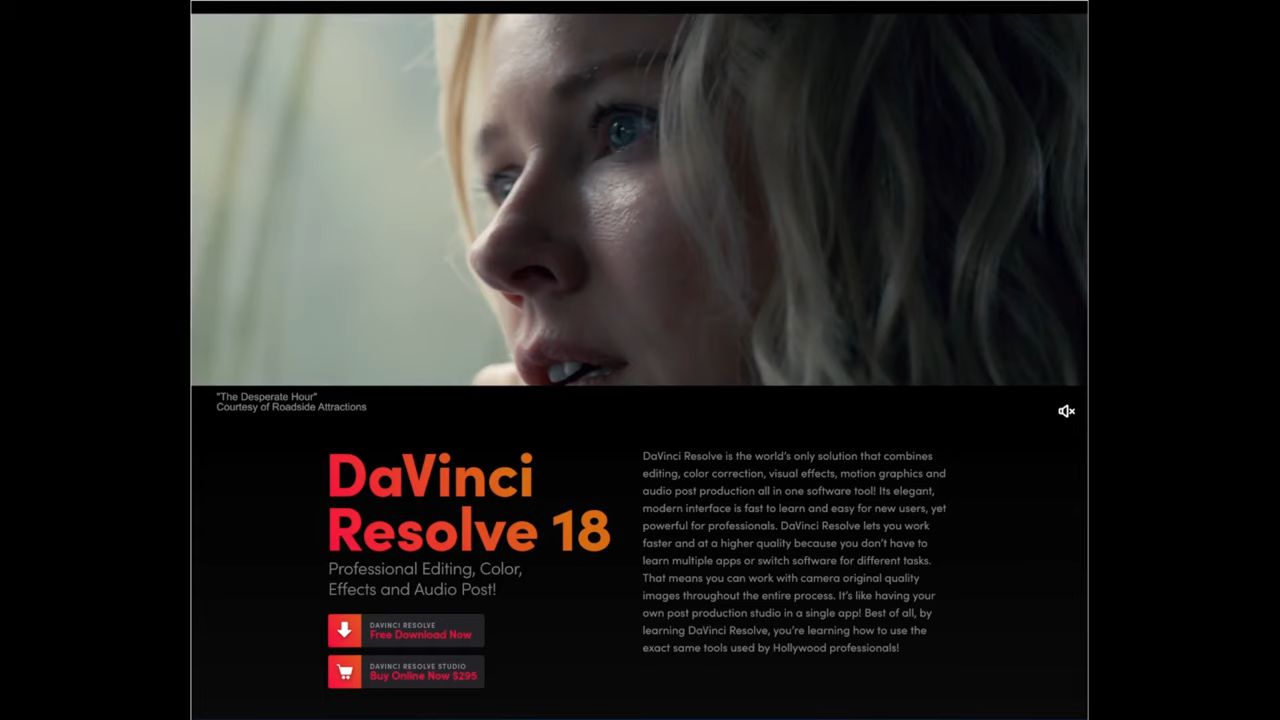 "The Desperate Hour"
Courtesy of Roadside Attractions
DaVinci
Resolve 18
Professional Editing, Color,
Effects and Audio Post!
DAVINCI RESOLVE
Free Download Now
DAVINCI RESOLVE STUDIO
Buy Online Now $295
DaVinci Resolve is the world's only solution that combines
editing, color correction, visual effects, motion graphics and
audio post production all in one software tool! Its elegant,
modern interface is fast to learn and easy for new users, yet
powerful for professionals. DaVinci Resolve lets you work
faster and at a higher quality because you don't have to
learn multiple apps or switch software for different tasks.
That means you can work with camera original quality
images throughout the entire process. It's like having your
own post production studio in a single app! Best of all, by
learning DaVinci Resolve, you're learning how to use the
exact same tools used by Hollywood professionals!